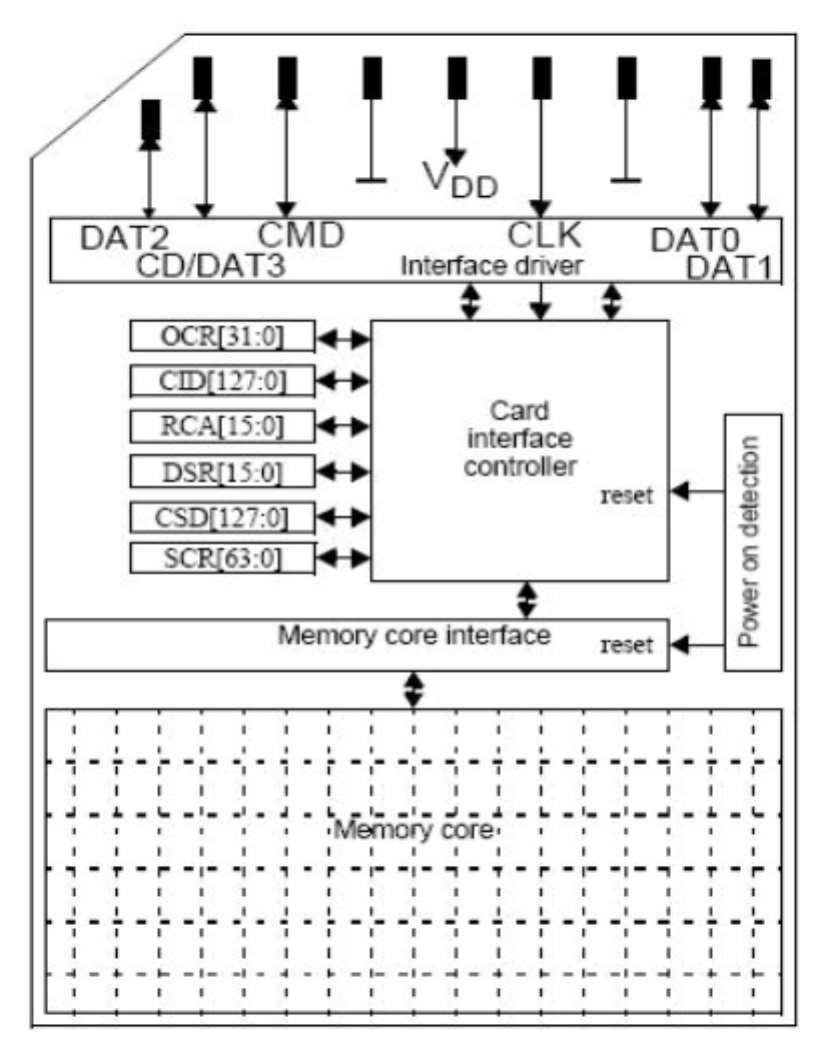 VDD
DAT2
CMD
CLK
DAT0
CD/DAT3
Interface driver
DAT1
OCR[31:0]
CID[127:0]
RCA[15:0]
DSR[15:0]
CSD[127:0]
SCR[63:0]
Card
interface
controller
reset
Power on detection
Memory core interface
reset
Memory core